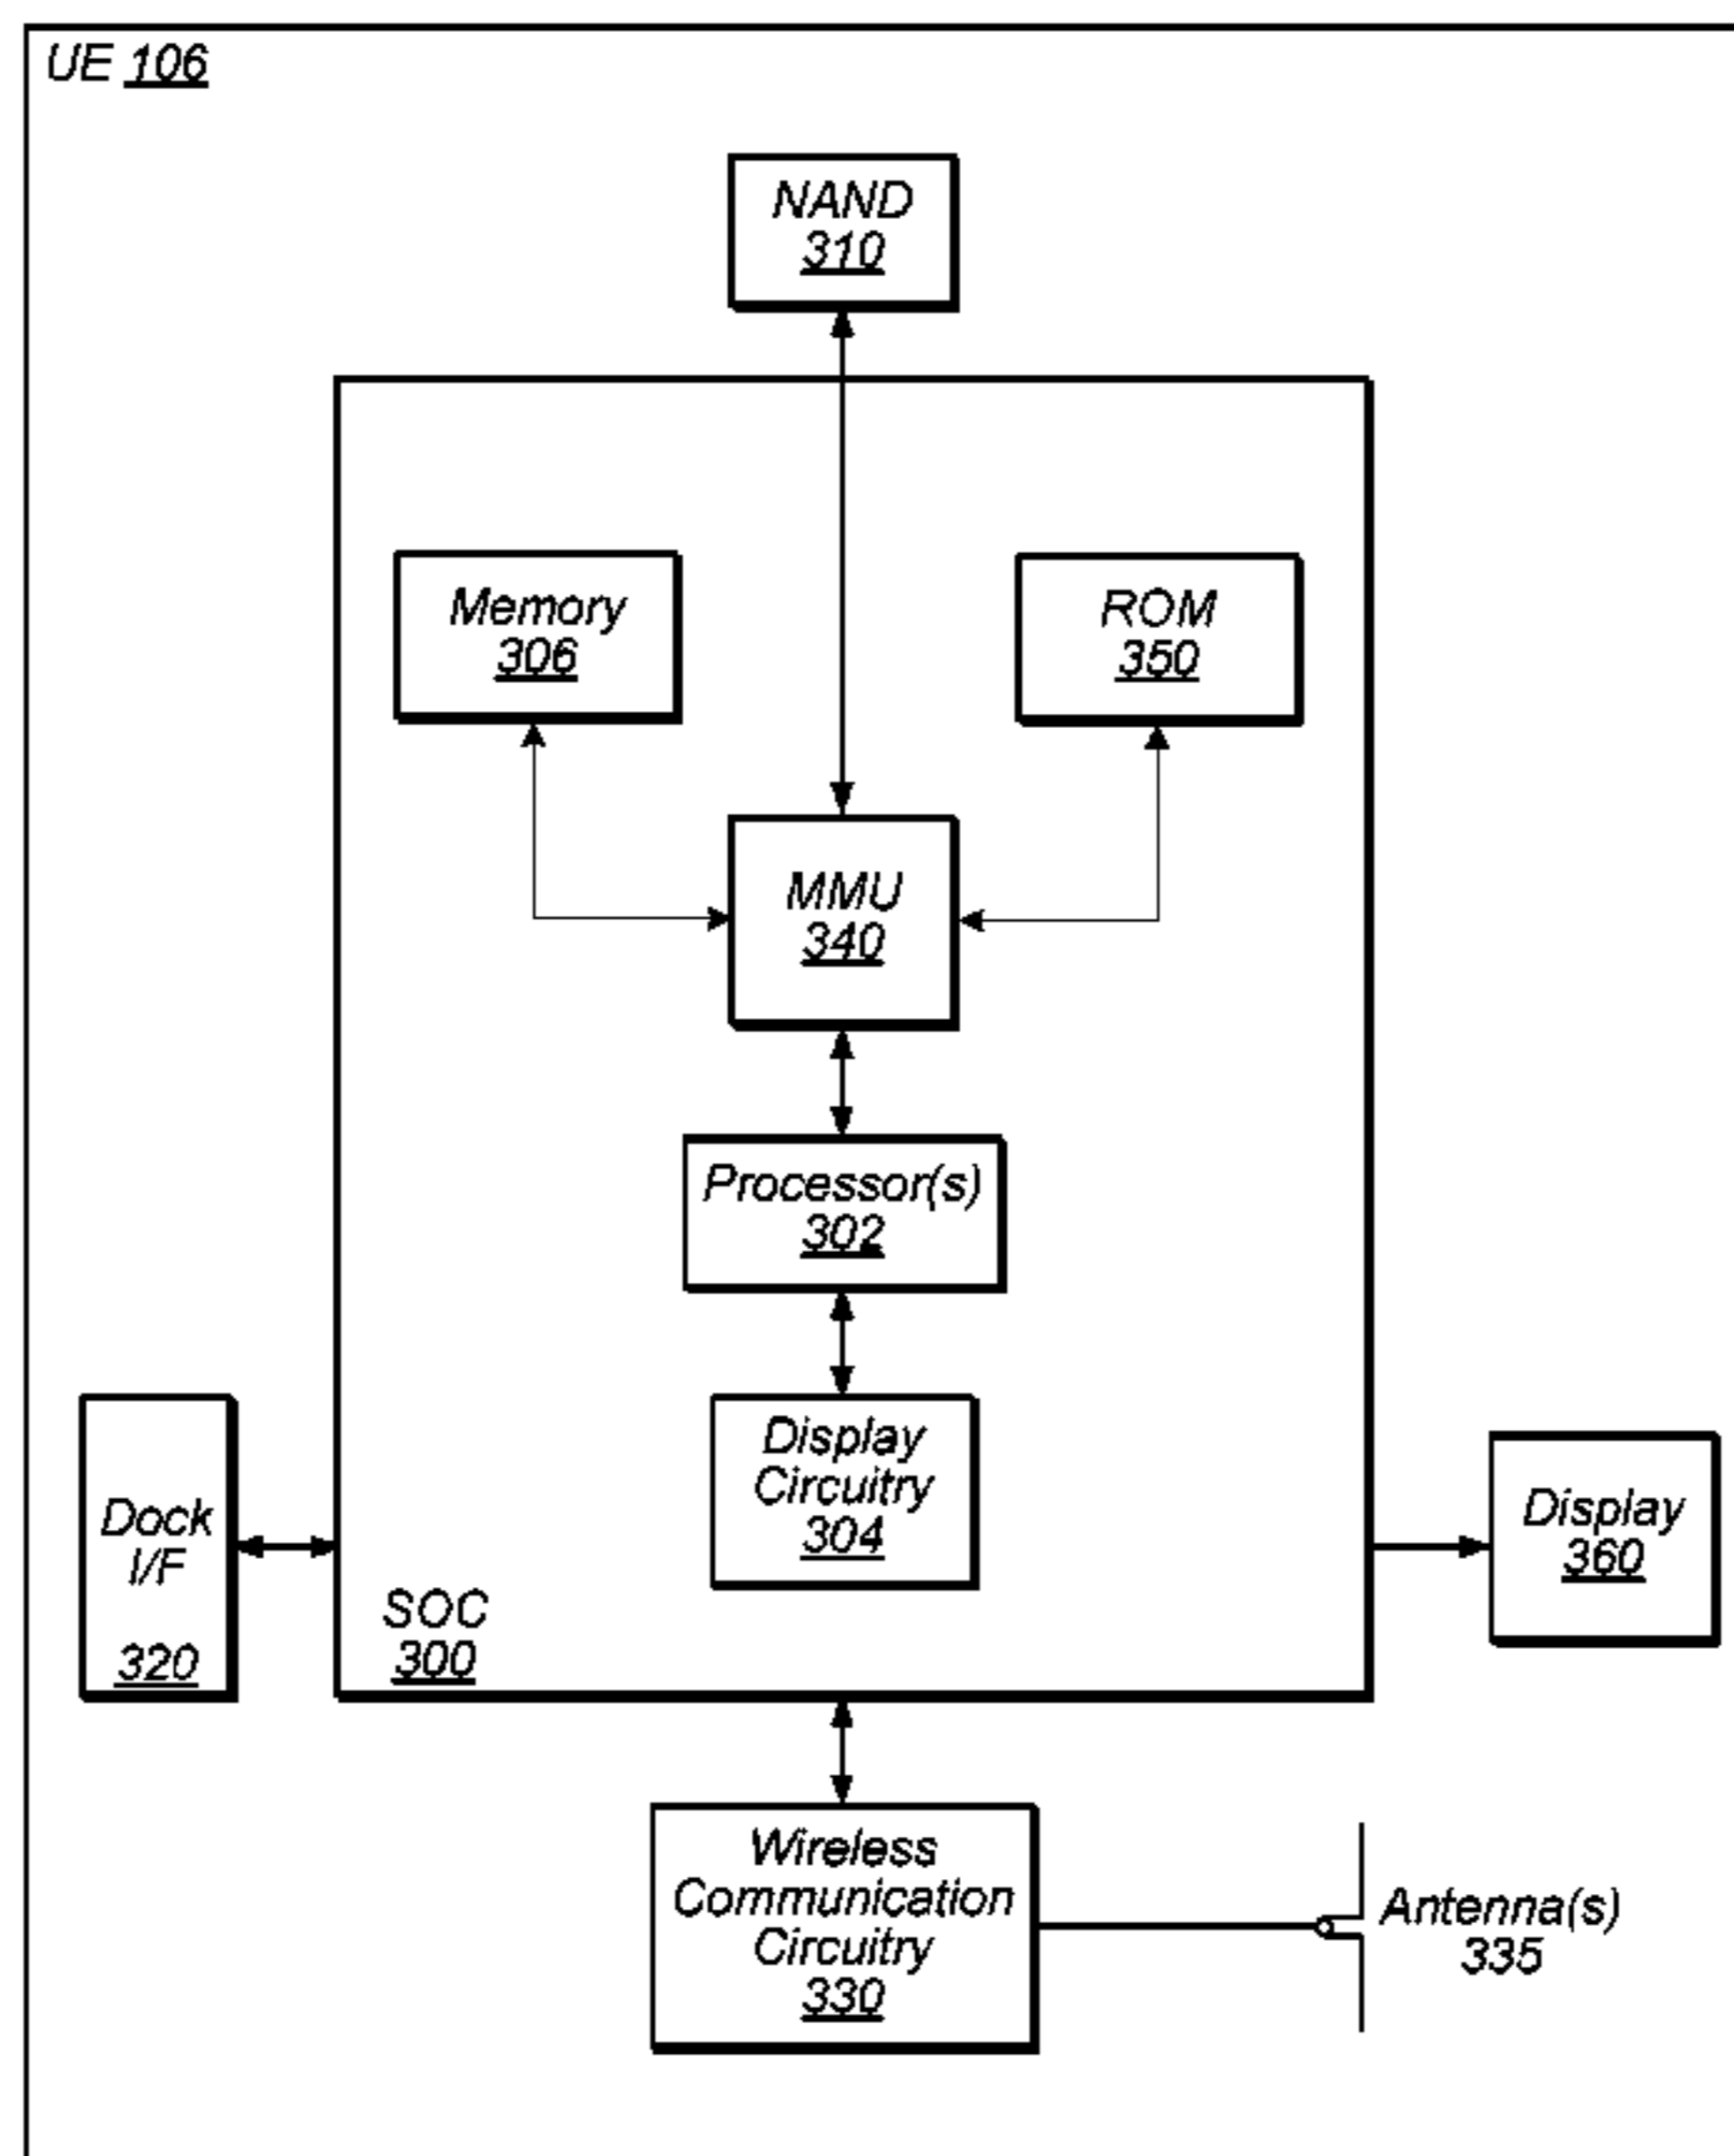 UE 106
NAND
310
Memory
306
ROM
350
MMU
340
Processor(s)
302
Display
Circuitry
304
Dock
I/F
320
SOC
300
Display
360
Wireless
Communication
Circuitry
330
Antenna(s)
335